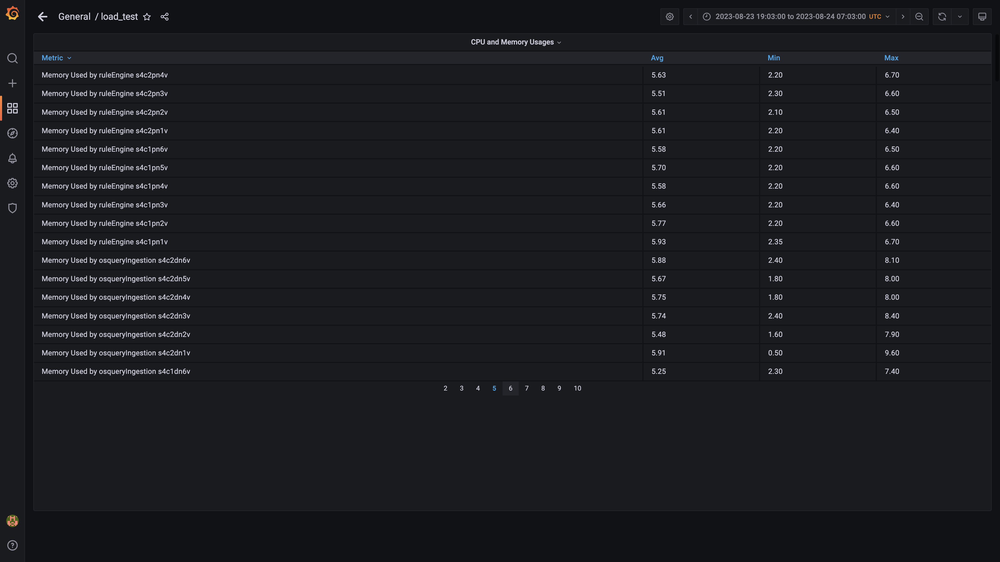 General / load_test
2023-08-23 19:03:00 to 2023-08-24 07:03:00 UTC
CPU and Memory Usages
Metric Avg Min Max
Memory Used by ruleEngine s4c2pn4v 5.63 2.20 6.70
Memory Used by ruleEngine s4c2pn3v 5.51 2.30 6.60
Memory Used by ruleEngine s4c2pn2v 5.61 2.10 6.50
Memory Used by ruleEngine s4c2pn1v 5.61 2.20 6.40
Memory Used by ruleEngine s4c1pn6v 5.58 2.20 6.50
Memory Used by ruleEngine s4c1pn5v 5.70 2.20 6.60
Memory Used by ruleEngine s4c1pn4v 5.58 2.20 6.60
Memory Used by ruleEngine s4c1pn3v 5.66 2.20 6.40
Memory Used by ruleEngine s4c1pn2v 5.77 2.20 6.60
Memory Used by ruleEngine s4c1pn1v 5.93 2.35 6.70
Memory Used by osqueryIngestion s4c2dn6v 5.88 2.40 8.10
Memory Used by osqueryIngestion s4c2dn5v 5.67 1.80 8.00
Memory Used by osqueryIngestion s4c2dn4v 5.75 1.80 8.00
Memory Used by osqueryIngestion s4c2dn3v 5.74 2.40 8.40
Memory Used by osqueryIngestion s4c2dn2v 5.48 1.60 7.90
Memory Used by osqueryIngestion s4c2dn1v 5.91 0.50 9.60
Memory Used by osqueryIngestion s4c1dn6v 5.25 2.30 7.40
2 3 4 5 6 7 8 9 10